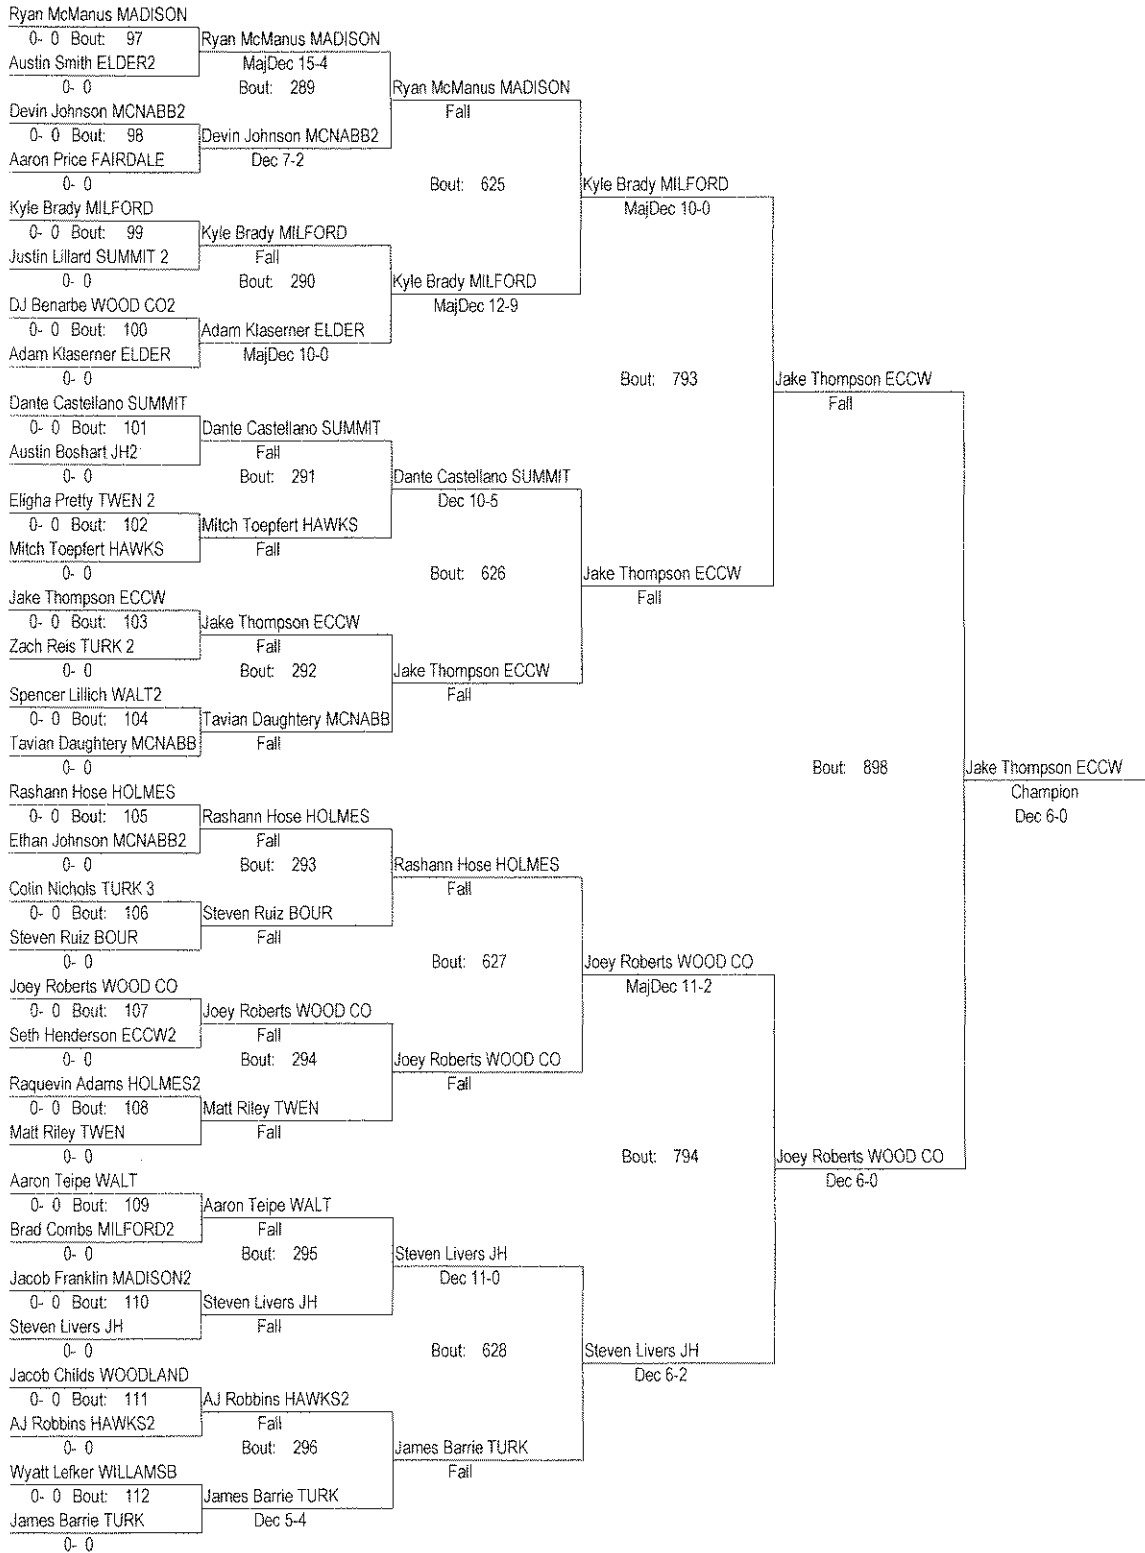 Ryan McManus MADISON
0- 0 Bout: 97
Austin Smith ELDER2
0- 0
Devin Johnson MCNABB2
0- 0 Bout: 98
Aaron Price FAIRDALE
0- 0
Kyle Brady MILFORD
0- 0 Bout: 99
Justin Lillard SUMMIT 2
0- 0
DJ Benarbe WOOD CO2
0- 0 Bout: 100
Adam Klaserner ELDER
0- 0
Dante Castellano SUMMIT
0- 0 Bout: 101
Austin Boshart JH2
0- 0
Eligha Pretty TWEN 2
0- 0 Bout: 102
Mitch Toepfert HAWKS
0- 0
Jake Thompson ECCW
0- 0 Bout: 103
Zach Reis TURK 2
0- 0
Spencer Lillich WALT2
0- 0 Bout: 104
Tavian Daughtery MCNABB
0- 0
Rashann Hose HOLMES
0- 0 Bout: 105
Ethan Johnson MCNABB2
0- 0
Colin Nichols TURK 3
0- 0 Bout: 106
Steven Ruiz BOUR
0- 0
Joey Roberts WOOD CO
0- 0 Bout: 107
Seth Henderson ECCW2
0- 0
Raquevin Adams HOLMES2
0- 0 Bout: 108
Matt Riley TWEN
0- 0
Aaron Teipe WALT
0- 0 Bout: 109
Brad Combs MILFORD2
0- 0
Jacob Franklin MADISON2
0- 0 Bout: 110
Steven Livers JH
0- 0
Jacob Childs WOODLAND
0- 0 Bout: 111
AJ Robbins HAWKS2
0- 0
Wyatt Lefker WILLAMSB
0- 0 Bout: 112
James Barrie TURK
0- 0
Ryan McManus MADISON
MajDec 15-4
Bout: 289
Devin Johnson MCNABB2
Dec 7-2
Kyle Brady MILFORD
Fall
Bout: 290
Adam Klaserner ELDER
MajDec 10-0
Dante Castellano SUMMIT
Fall
Bout: 291
Mitch Toepfert HAWKS
Fall
Jake Thompson ECCW
Fall
Bout: 292
Tavian Daughtery MCNABB
Fall
Rashann Hose HOLMES
Fall
Bout: 293
Steven Ruiz BOUR
Fall
Joey Roberts WOOD CO
Fall
Bout: 294
Matt Riley TWEN
Fall
Aaron Teipe WALT
Fall
Bout: 295
Steven Livers JH
Fall
AJ Robbins HAWKS2
Fall
Bout: 296
James Barrie TURK
Dec 5-4
Ryan McManus MADISON
Fall
Bout: 625
Kyle Brady MILFORD
MajDec 12-9
Dante Castellano SUMMIT
Dec 10-5
Bout: 626
Jake Thompson ECCW
Fall
Rashann Hose HOLMES
Fall
Bout: 627
Joey Roberts WOOD CO
Fall
Steven Livers JH
Dec 11-0
Bout: 628
James Barrie TURK
Fall
Kyle Brady MILFORD
MajDec 10-0
Bout: 793
Jake Thompson ECCW
Fall
Joey Roberts WOOD CO
MajDec 11-2
Bout: 794
Steven Livers JH
Dec 6-2
Jake Thompson ECCW
Fall
Bout: 898
Joey Roberts WOOD CO
Dec 6-0
Jake Thompson ECCW
Champion
Dec 6-0